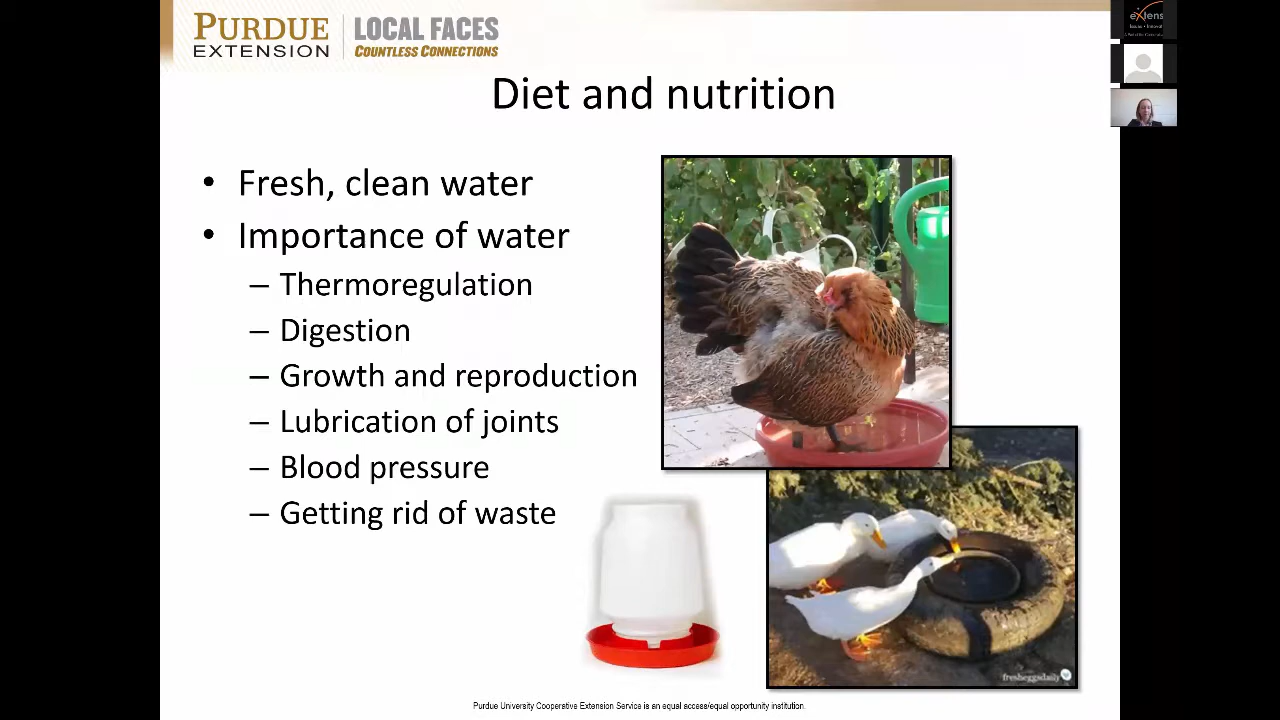 PURDUE
EXTENSION
LOCAL FACES
COUNTLESS CONNECTIONS
eXtens
Diet and nutrition
• Fresh, clean water
• Importance of water
– Thermoregulation
– Digestion
– Growth and reproduction
– Lubrication of joints
– Blood pressure
– Getting rid of waste
fresheggsdaily
Purdue University Cooperative Extension Service is an equal access/equal opportunity institution.